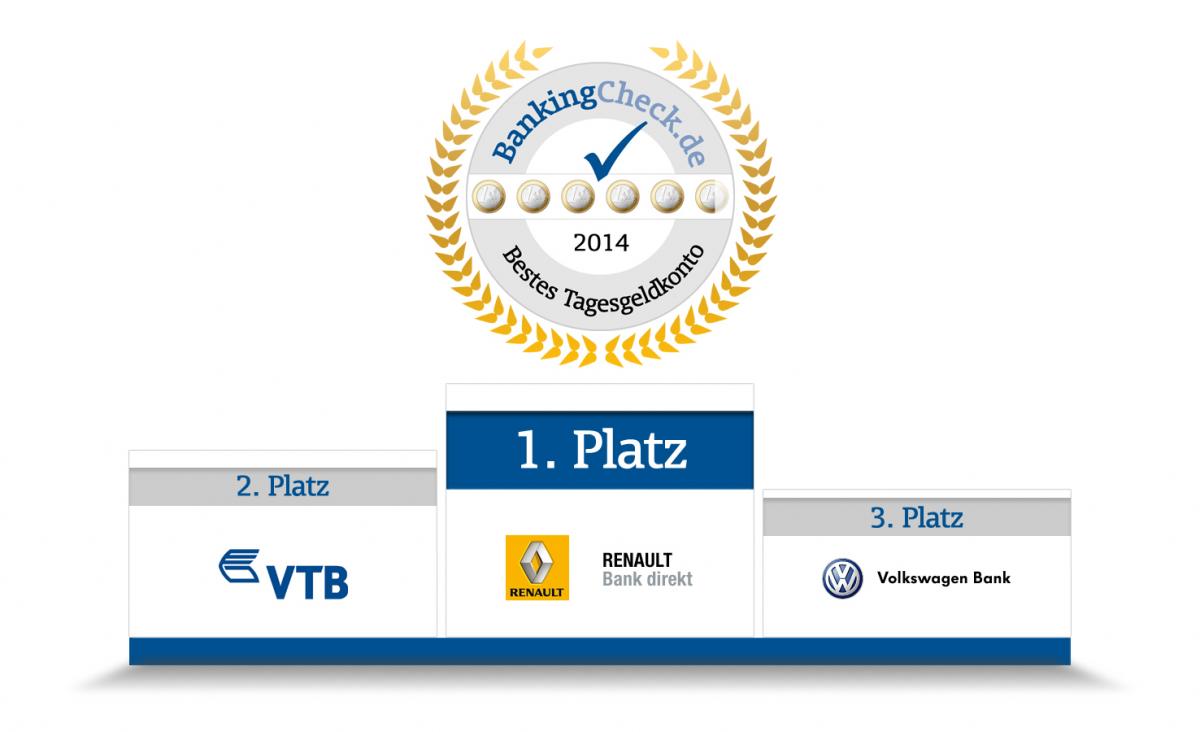 BankingCheck.de
2014
Bestes Tagesgeldkonto
1. Platz
RENAULT
RENAULT
Bank direkt
2. Platz
VTB
3. Platz
Volkswagen Bank